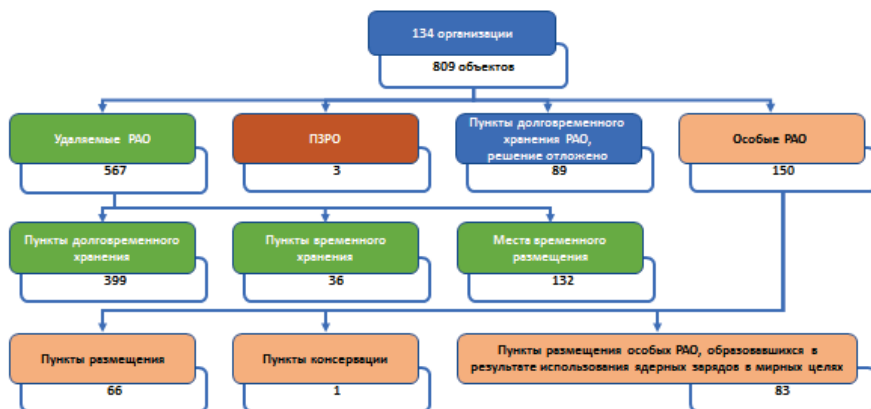 134 организации
809 объектов
Удаляемые РАО
567
ПЗРО
3
Пункты долговременного
хранения РАО,
решение отложено
89
Особые РАО
150
Пункты долговременного
хранения
399
Пункты временного
хранения
36
Места временного
размещения
132
Пункты размещения
66
Пункты консервации
1
Пункты размещения особых РАО, образовавшихся в
результате использования ядерных зарядов в мирных целях
83